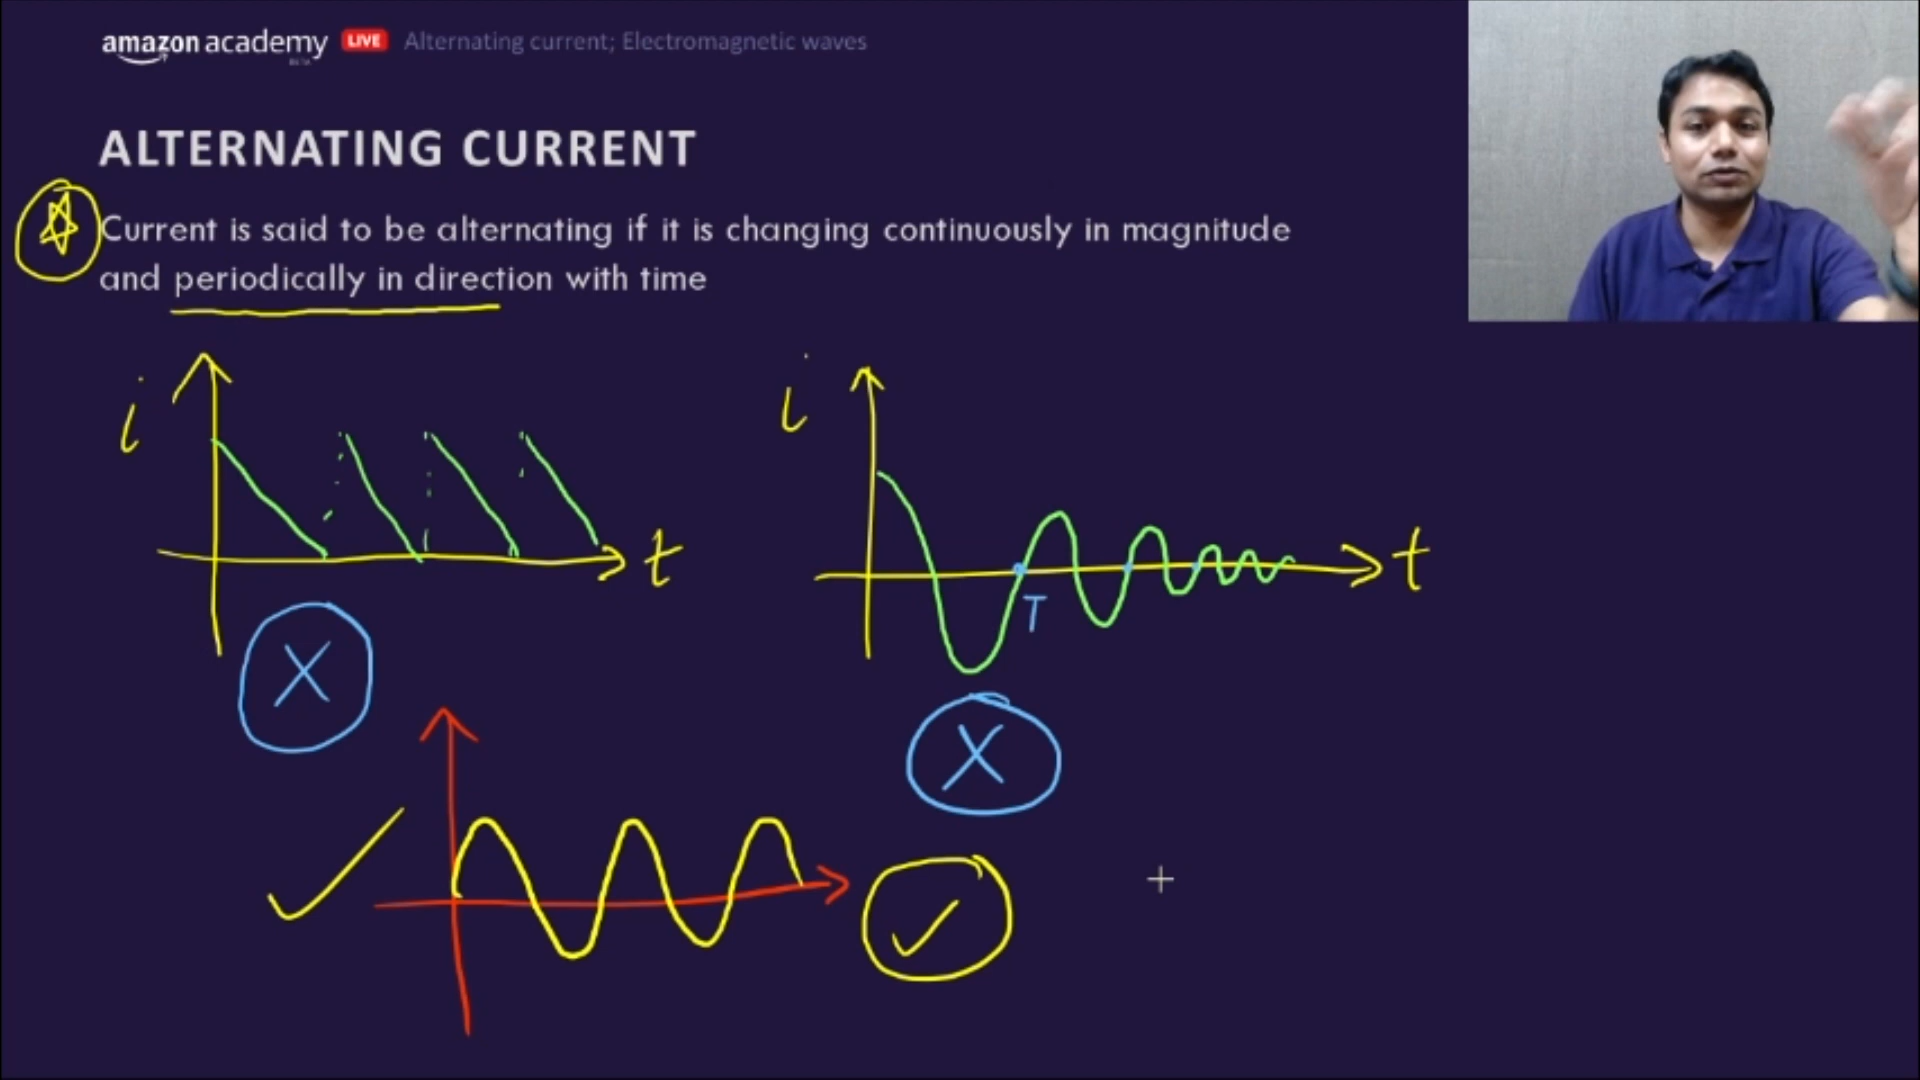 amazon academy LIVE Alternating current; Electromagnetic waves
BETA
ALTERNATING CURRENT
Current is said to be alternating if it is changing continuously in magnitude
and periodically in direction with time
i
t
i
t
T
X
X